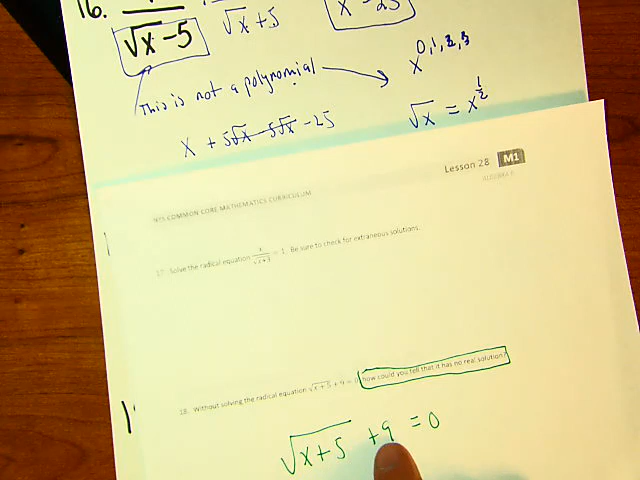 16.
√x - 5
√x + 5
x - 25
This is not a polynomial
x^0, 1, 2, 3
√x = x^1/2
x + 5√x - 5√x - 25
Lesson 28 M1
ALGEBRA II
NYS COMMON CORE MATHEMATICS CURRICULUM
17. Solve the radical equation x/√x+3 = 1. Be sure to check for extraneous solutions.
18. Without solving the radical equation √x+5 + 9 = 0, how could you tell that it has no real solution?
√x+5 + 9 = 0